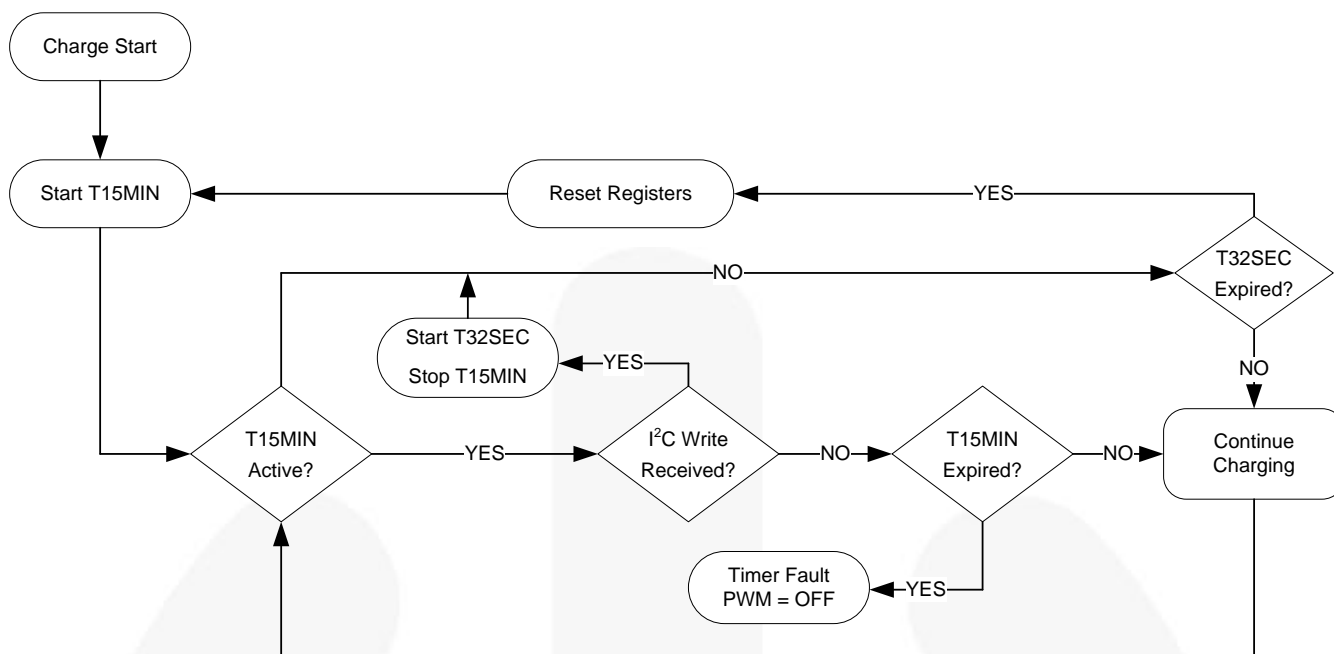 Charge Start
Start T15MIN
Reset Registers
YES
T32SEC
Expired?
NO
Start T32SEC
Stop T15MIN
YES
NO
T15MIN
Active?
YES
I²C Write
Received?
NO
T15MIN
Expired?
NO
Continue
Charging
Timer Fault
PWM = OFF
YES